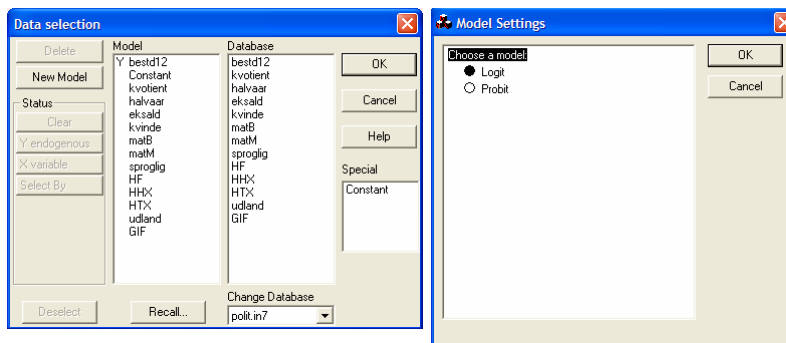 Data selection
Delete
New Model
Status
Clear
Y endogenous
X variable
Select By
Deselect
Model
Y bestd12
Constant
kvotient
halvaar
eksald
kvinde
matB
matM
sproglig
HF
HHX
HTX
udland
GIF
Recall...
Database
bestd12
kvotient
halvaar
eksald
kvinde
matB
matM
sproglig
HF
HHX
HTX
udland
GIF
Change Database
polit.in7
OK
Cancel
Help
Special
Constant
Model Settings
Choose a model:
Logit
Probit
OK
Cancel